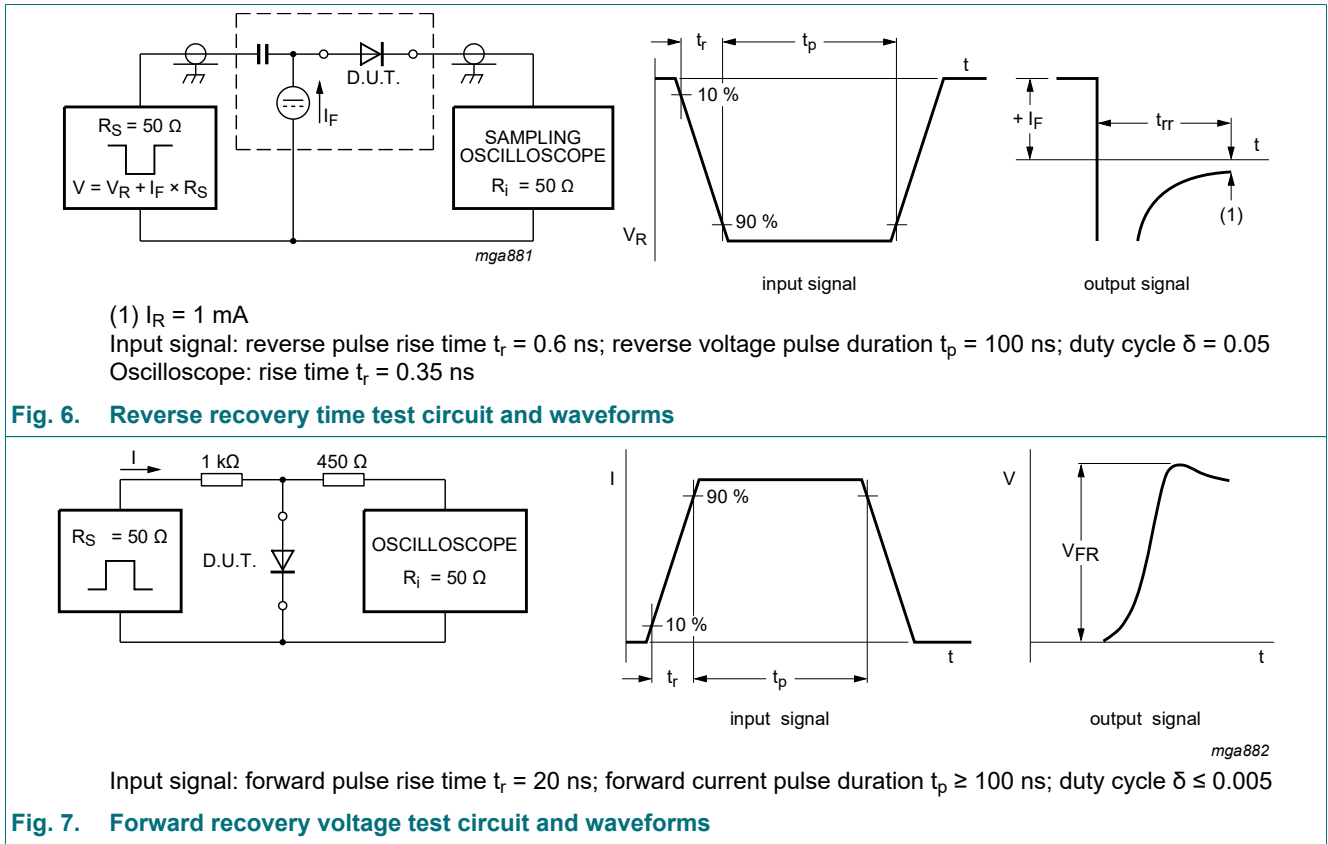 D.U.T.
I_F
R_S = 50 Ω
V = V_R + I_F × R_S
SAMPLING
OSCILLOSCOPE
R_i = 50 Ω
mga881
t_r
t_p
t
10 %
90 %
V_R
input signal
+ I_F
t_rr
t
(1)
output signal
(1) I_R = 1 mA
Input signal: reverse pulse rise time t_r = 0.6 ns; reverse voltage pulse duration t_p = 100 ns; duty cycle δ = 0.05
Oscilloscope: rise time t_r = 0.35 ns
Fig. 6. Reverse recovery time test circuit and waveforms
I
1 kΩ
450 Ω
R_S = 50 Ω
D.U.T.
OSCILLOSCOPE
R_i = 50 Ω
I
90 %
10 %
t
t_r
t_p
input signal
V
V_FR
t
output signal
mga882
Input signal: forward pulse rise time t_r = 20 ns; forward current pulse duration t_p ≥ 100 ns; duty cycle δ ≤ 0.005
Fig. 7. Forward recovery voltage test circuit and waveforms